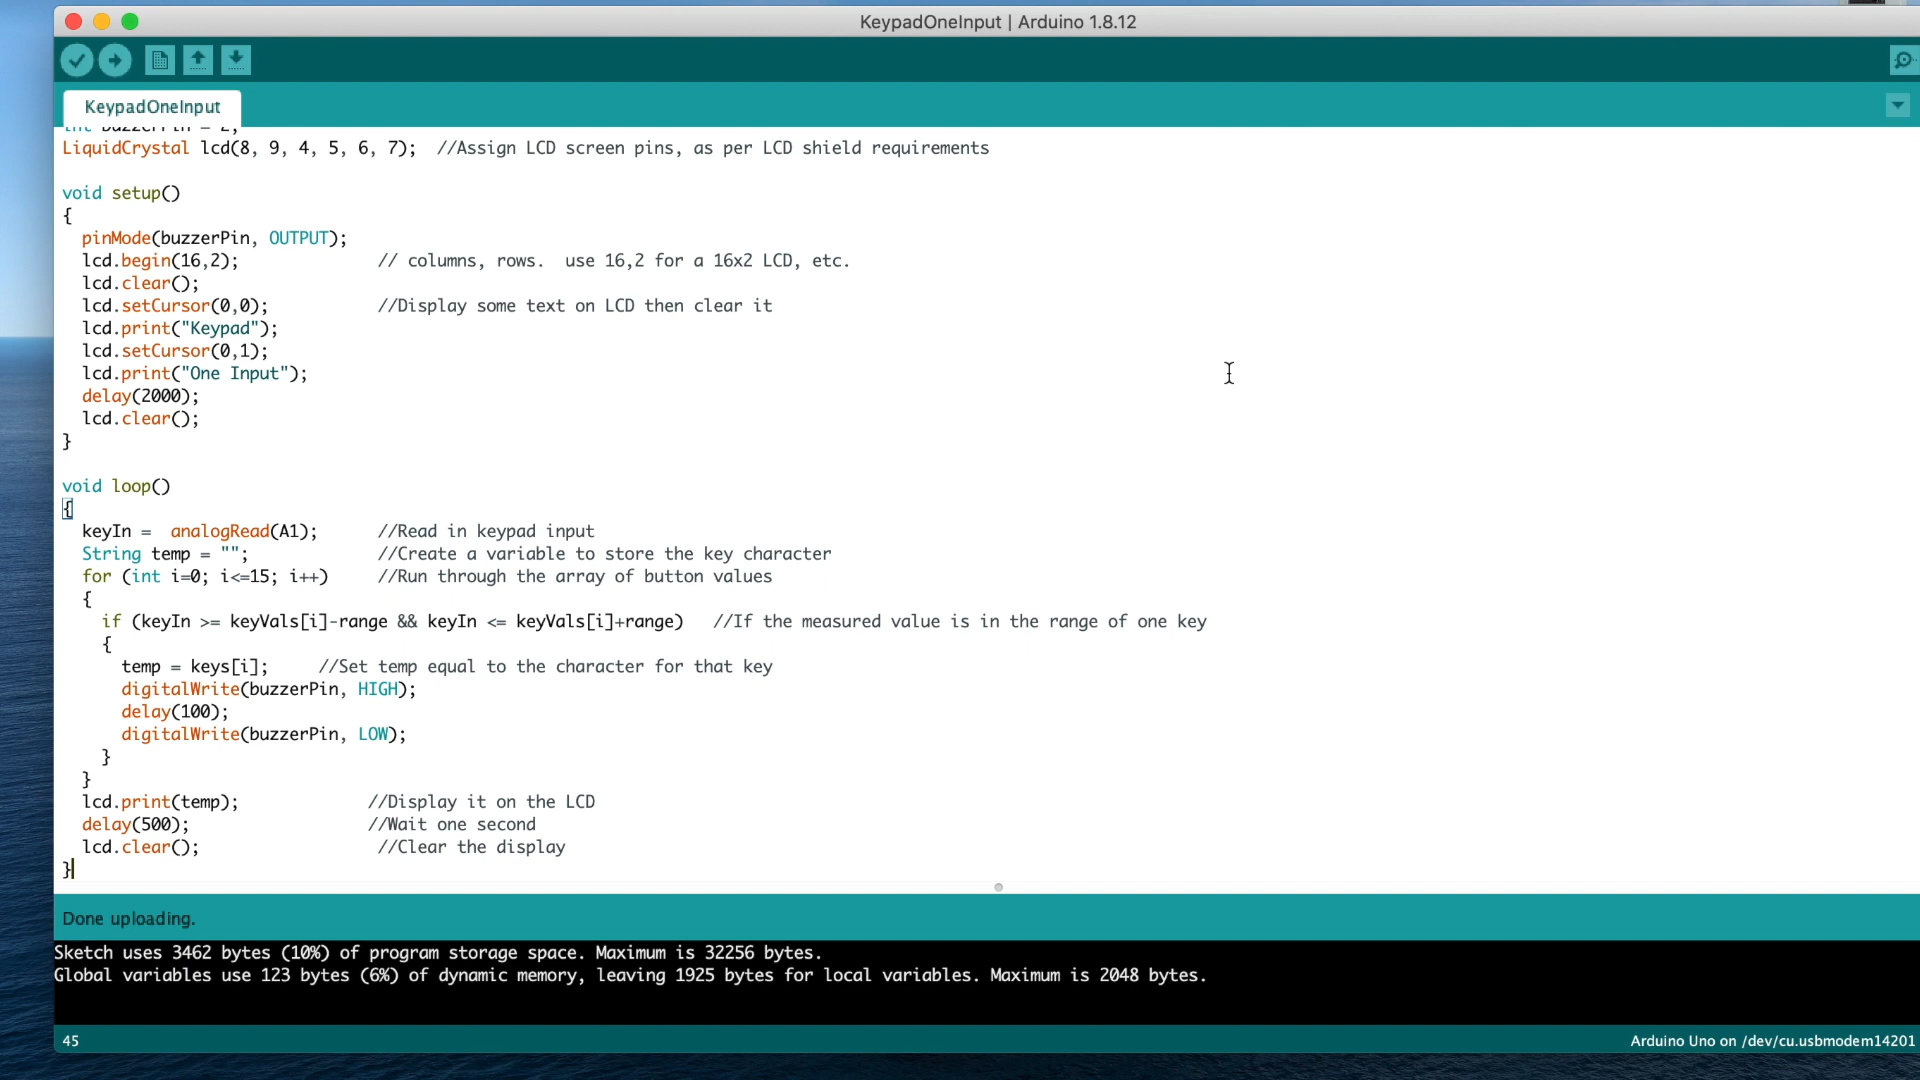 KeypadOneInput | Arduino 1.8.12
KeypadOneInput
int buzzerPin = 2;
LiquidCrystal lcd(8, 9, 4, 5, 6, 7);  //Assign LCD screen pins, as per LCD shield requirements
void setup()
{
pinMode(buzzerPin, OUTPUT);
lcd.begin(16,2);              // columns, rows.  use 16,2 for a 16x2 LCD, etc.
lcd.clear();
lcd.setCursor(0,0);           //Display some text on LCD then clear it
lcd.print("Keypad");
lcd.setCursor(0,1);
lcd.print("One Input");
delay(2000);
lcd.clear();
}
void loop()
{
keyIn =  analogRead(A1);      //Read in keypad input
String temp = "";             //Create a variable to store the key character
for (int i=0; i<=15; i++)     //Run through the array of button values
{
if (keyIn >= keyVals[i]-range && keyIn <= keyVals[i]+range)   //If the measured value is in the range of one key
{
temp = keys[i];     //Set temp equal to the character for that key
digitalWrite(buzzerPin, HIGH);
delay(100);
digitalWrite(buzzerPin, LOW);
}
}
lcd.print(temp);             //Display it on the LCD
delay(500);                  //Wait one second
lcd.clear();                  //Clear the display
}
Done uploading.
Sketch uses 3462 bytes (10%) of program storage space. Maximum is 32256 bytes.
Global variables use 123 bytes (6%) of dynamic memory, leaving 1925 bytes for local variables. Maximum is 2048 bytes.
45
Arduino Uno on /dev/cu.usbmodem14201